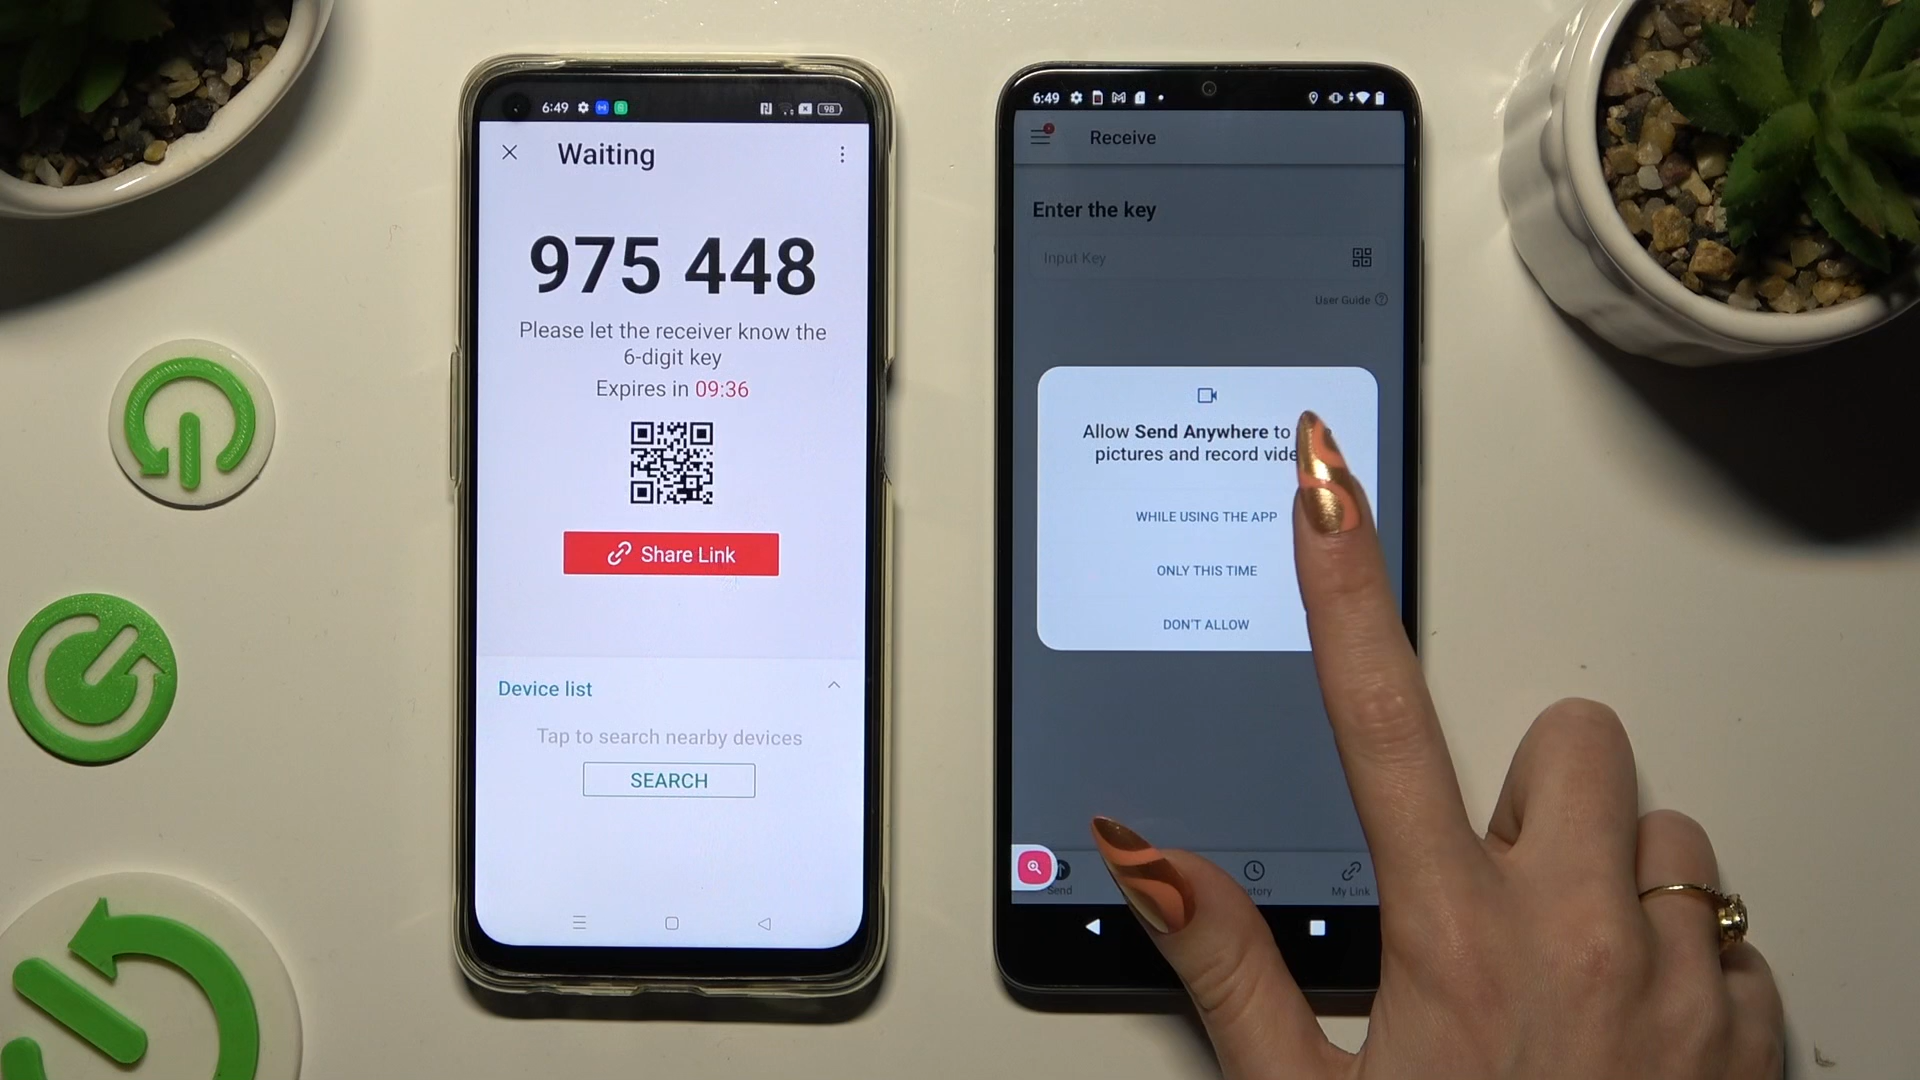 6:49
98
Waiting
975 448
Please let the receiver know the
6-digit key
Expires in 09:36
Share Link
Device list
Tap to search nearby devices
SEARCH
6:49
Receive
Enter the key
Input Key
User Guide
Allow Send Anywhere to
pictures and record vide
WHILE USING THE APP
ONLY THIS TIME
DON'T ALLOW
Send
story
My Link